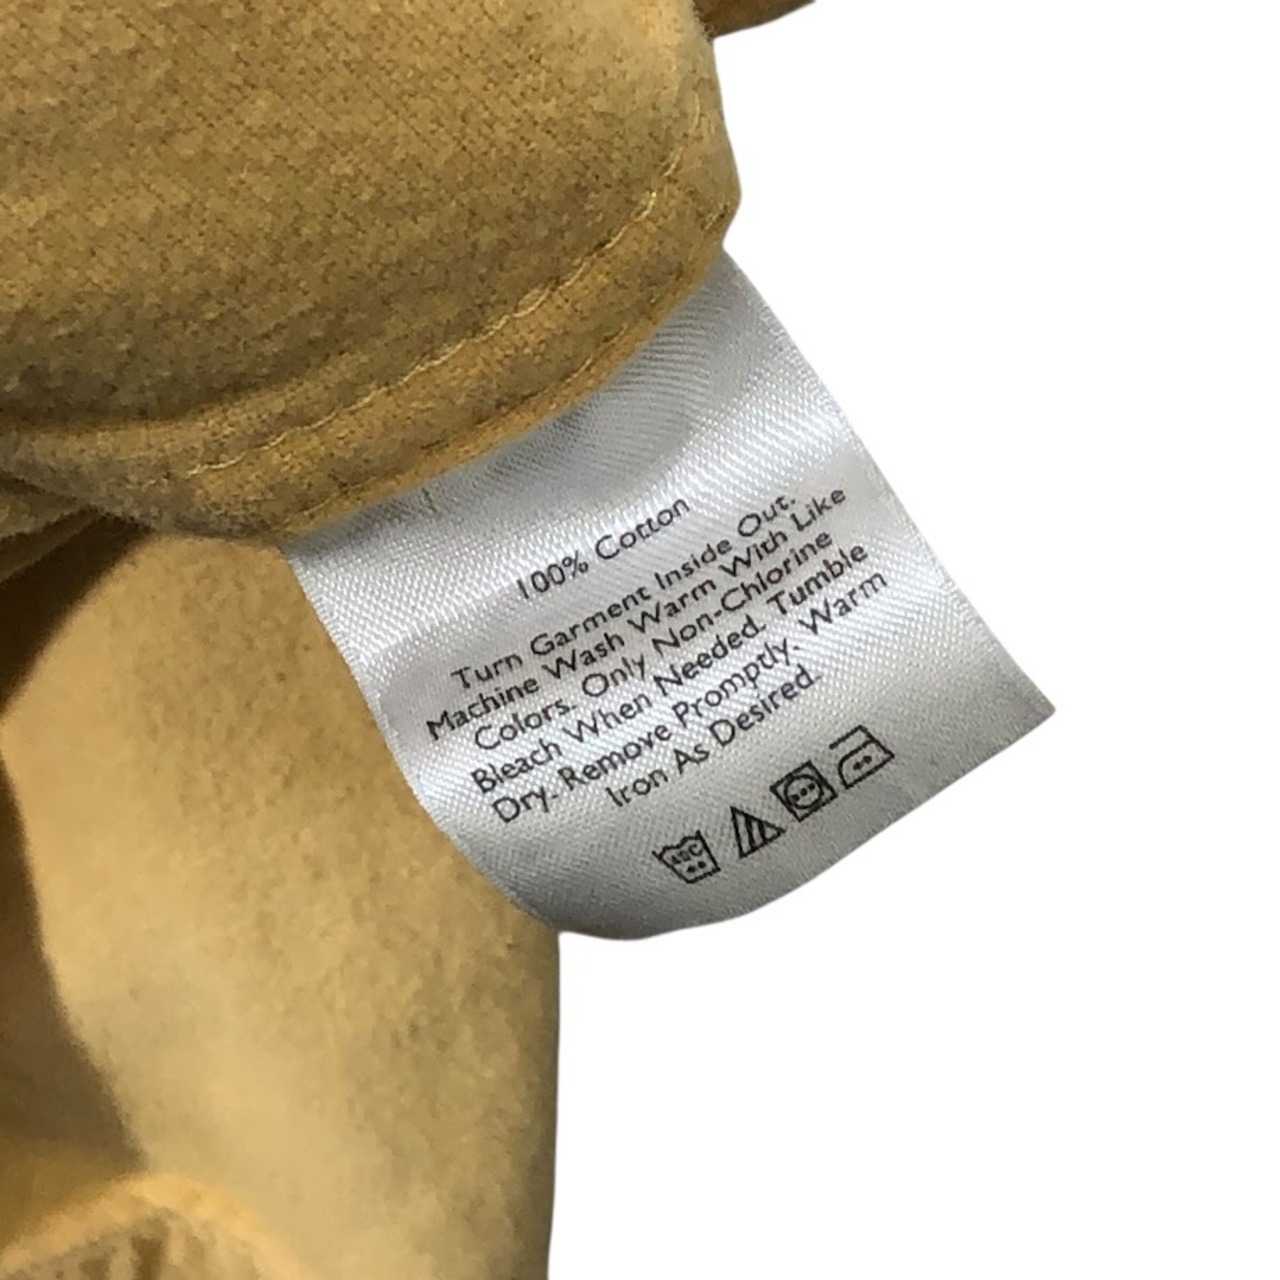 100% Cotton
Turn Garment Inside Out.
Machine Wash Warm With Like
Colors. Only Non-Chlorine
Bleach When Needed. Tumble
Dry. Remove Promptly. Warm
Iron As Desired.